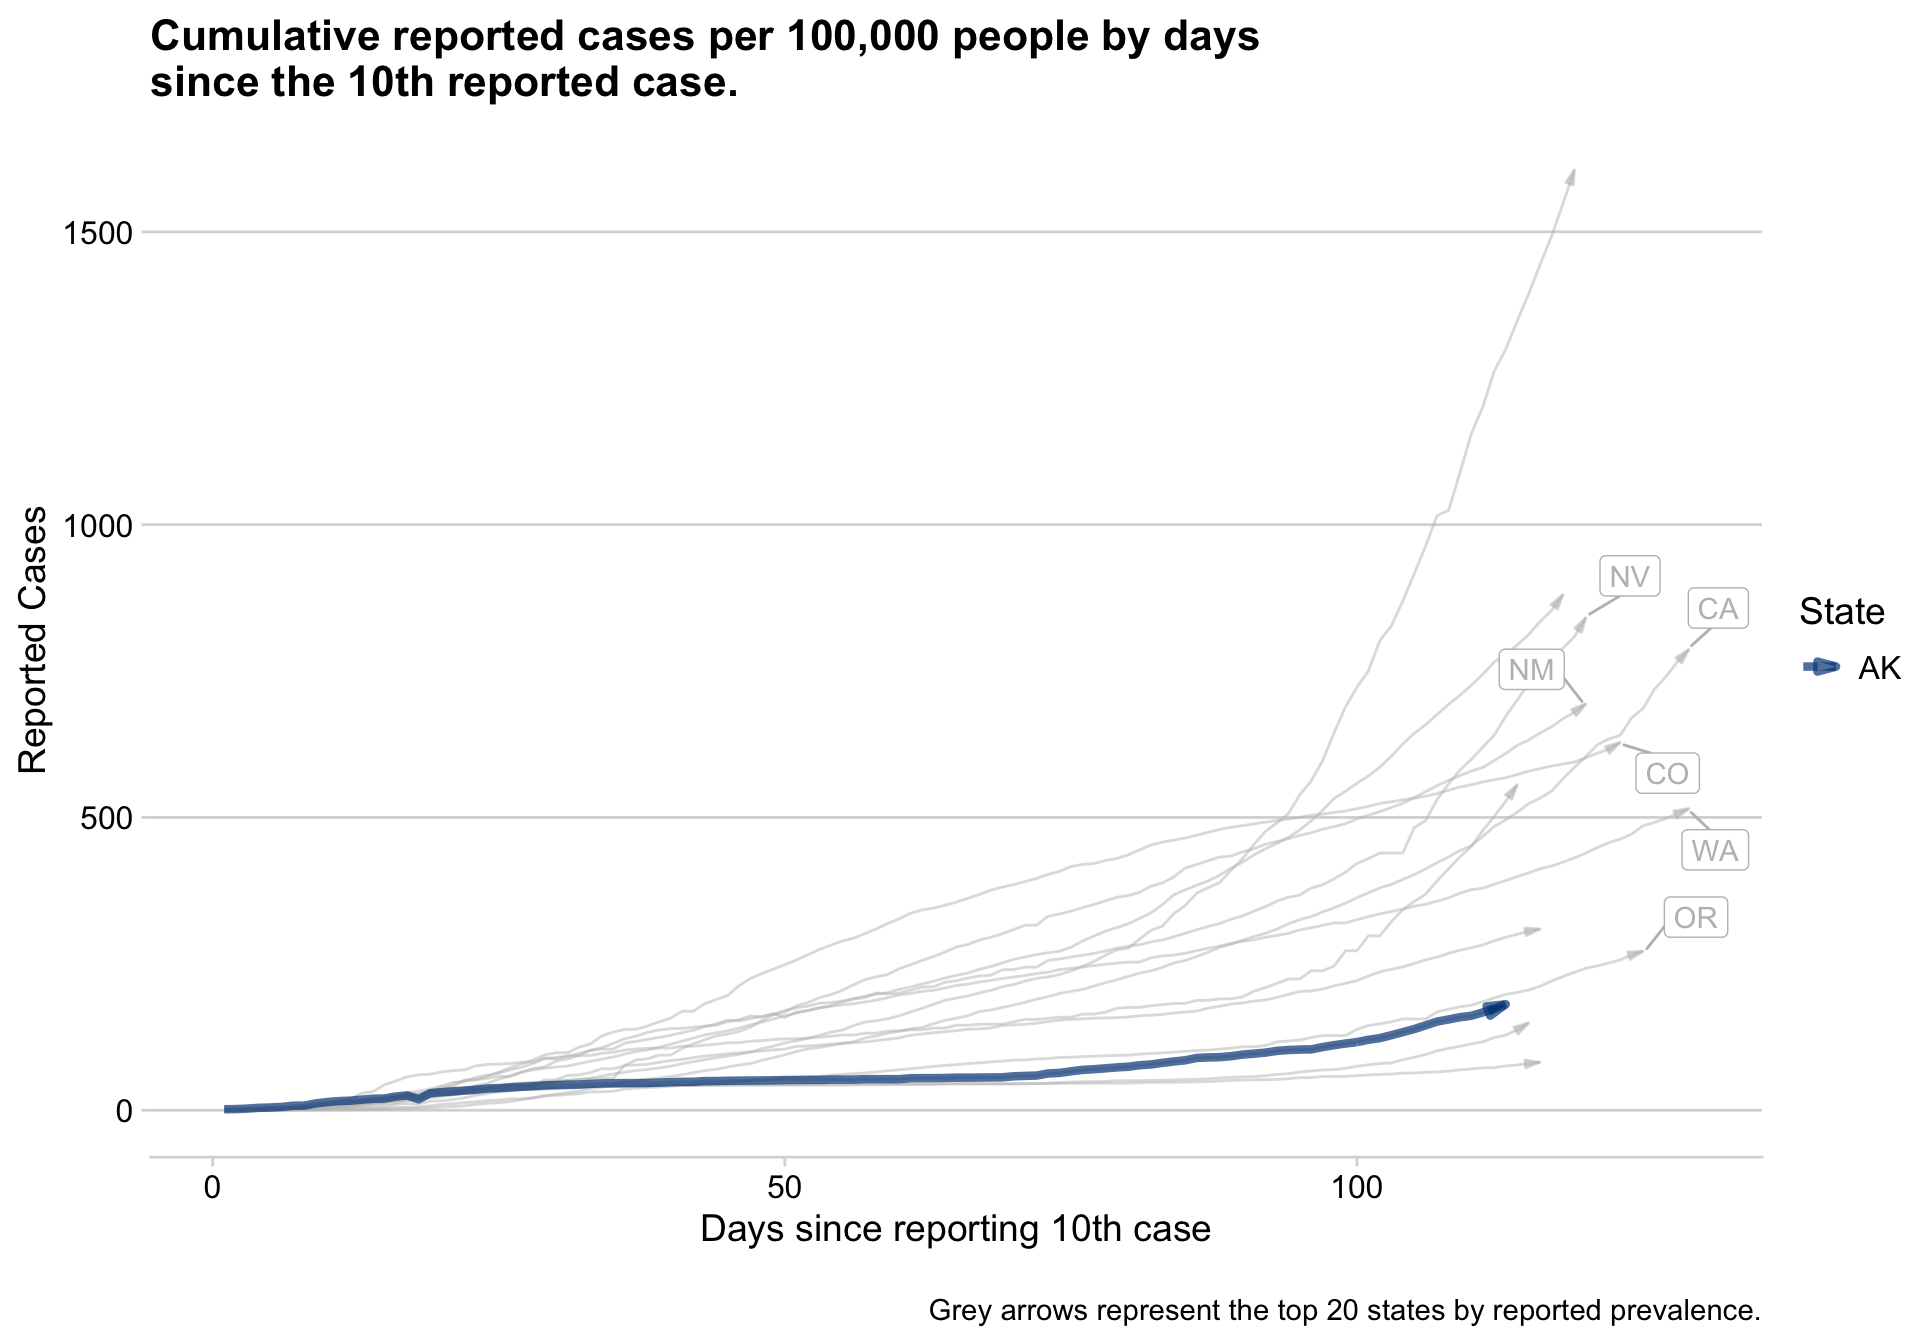 Cumulative reported cases per 100,000 people by days
since the 10th reported case.
1500
1000
500
0
Reported Cases
NV
CA
NM
CO
WA
OR
State
AK
0
50
100
Days since reporting 10th case
Grey arrows represent the top 20 states by reported prevalence.